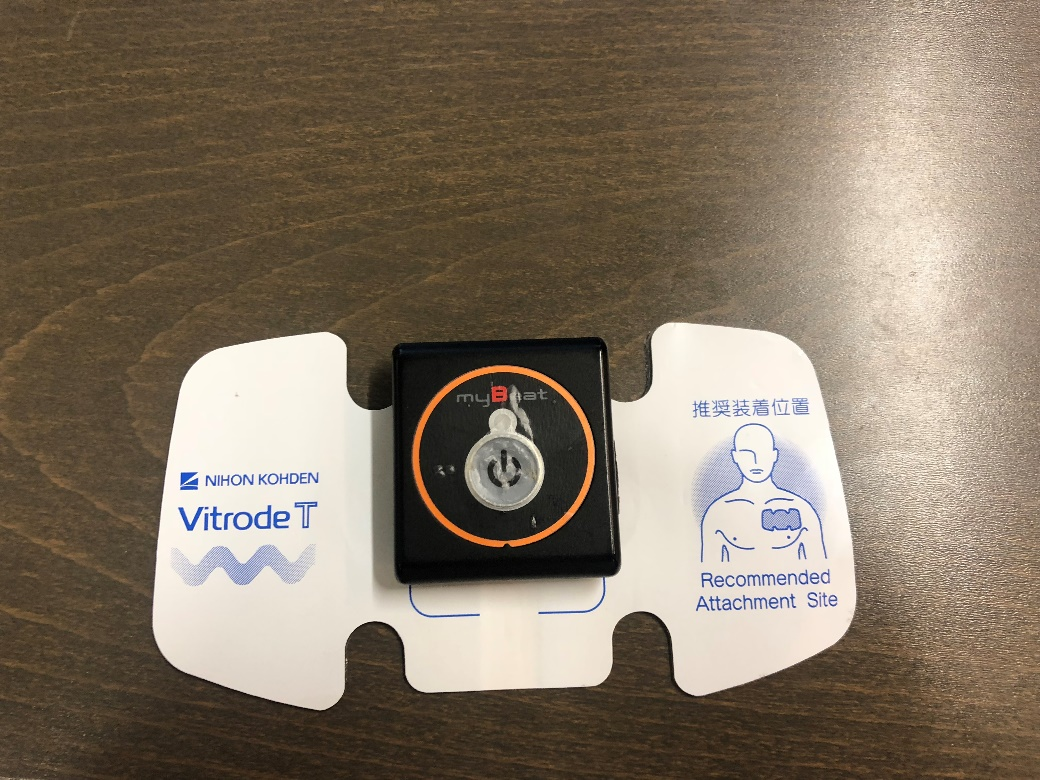 NIHON KOHDEN
Vitrode T
myBeat
推奨装着位置
Recommended
Attachment Site